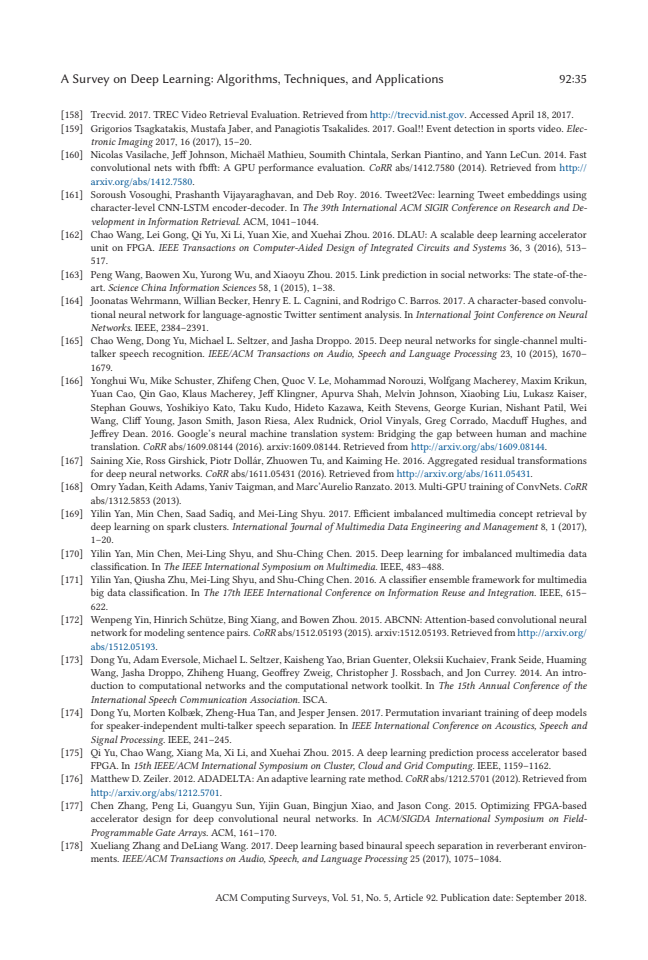 A Survey on Deep Learning: Algorithms, Techniques, and Applications 92:35
[158] Trecvid. 2017. TREC Video Retrieval Evaluation. Retrieved from http://trecvid.nist.gov. Accessed April 18, 2017.
[159] Grigorios Tsagkatakis, Mustafa Jaber, and Panagiotis Tsakalides. 2017. Goal!! Event detection in sports video. Elec-
tronic Imaging 2017, 16 (2017), 15–20.
[160] Nicolas Vasilache, Jeff Johnson, Michaël Mathieu, Soumith Chintala, Serkan Piantino, and Yann LeCun. 2014. Fast
convolutional nets with fbfft: A GPU performance evaluation. CoRR abs/1412.7580 (2014). Retrieved from http://
arxiv.org/abs/1412.7580.
[161] Soroush Vosoughi, Prashanth Vijayaraghavan, and Deb Roy. 2016. Tweet2Vec: learning Tweet embeddings using
character-level CNN-LSTM encoder-decoder. In The 39th International ACM SIGIR Conference on Research and De-
velopment in Information Retrieval. ACM, 1041–1044.
[162] Chao Wang, Lei Gong, Qi Yu, Xi Li, Yuan Xie, and Xuehai Zhou. 2016. DLAU: A scalable deep learning accelerator
unit on FPGA. IEEE Transactions on Computer-Aided Design of Integrated Circuits and Systems 36, 3 (2016), 513–
517.
[163] Peng Wang, Baowen Xu, Yurong Wu, and Xiaoyu Zhou. 2015. Link prediction in social networks: The state-of-the-
art. Science China Information Sciences 58, 1 (2015), 1–38.
[164] Joonatas Wehrmann, Willian Becker, Henry E. L. Cagnini, and Rodrigo C. Barros. 2017. A character-based convolu-
tional neural network for language-agnostic Twitter sentiment analysis. In International Joint Conference on Neural
Networks. IEEE, 2384–2391.
[165] Chao Weng, Dong Yu, Michael L. Seltzer, and Jasha Droppo. 2015. Deep neural networks for single-channel multi-
talker speech recognition. IEEE/ACM Transactions on Audio, Speech and Language Processing 23, 10 (2015), 1670–
1679.
[166] Yonghui Wu, Mike Schuster, Zhifeng Chen, Quoc V. Le, Mohammad Norouzi, Wolfgang Macherey, Maxim Krikun,
Yuan Cao, Qin Gao, Klaus Macherey, Jeff Klingner, Apurva Shah, Melvin Johnson, Xiaobing Liu, Lukasz Kaiser,
Stephan Gouws, Yoshikiyo Kato, Taku Kudo, Hideto Kazawa, Keith Stevens, George Kurian, Nishant Patil, Wei
Wang, Cliff Young, Jason Smith, Jason Riesa, Alex Rudnick, Oriol Vinyals, Greg Corrado, Macduff Hughes, and
Jeffrey Dean. 2016. Google's neural machine translation system: Bridging the gap between human and machine
translation. CoRR abs/1609.08144 (2016). arxiv:1609.08144. Retrieved from http://arxiv.org/abs/1609.08144.
[167] Saining Xie, Ross Girshick, Piotr Dollár, Zhuowen Tu, and Kaiming He. 2016. Aggregated residual transformations
for deep neural networks. CoRR abs/1611.05431 (2016). Retrieved from http://arxiv.org/abs/1611.05431.
[168] Omry Yadan, Keith Adams, Yaniv Taigman, and Marc'Aurelio Ranzato. 2013. Multi-GPU training of ConvNets. CoRR
abs/1312.5853 (2013).
[169] Yilin Yan, Min Chen, Saad Sadiq, and Mei-Ling Shyu. 2017. Efficient imbalanced multimedia concept retrieval by
deep learning on spark clusters. International Journal of Multimedia Data Engineering and Management 8, 1 (2017),
1–20.
[170] Yilin Yan, Min Chen, Mei-Ling Shyu, and Shu-Ching Chen. 2015. Deep learning for imbalanced multimedia data
classification. In The IEEE International Symposium on Multimedia. IEEE, 483–488.
[171] Yilin Yan, Qiusha Zhu, Mei-Ling Shyu, and Shu-Ching Chen. 2016. A classifier ensemble framework for multimedia
big data classification. In The 17th IEEE International Conference on Information Reuse and Integration. IEEE, 615–
622.
[172] Wenpeng Yin, Hinrich Schütze, Bing Xiang, and Bowen Zhou. 2015. ABCNN: Attention-based convolutional neural
network for modeling sentence pairs. CoRR abs/1512.05193 (2015). arxiv:1512.05193. Retrieved from http://arxiv.org/
abs/1512.05193.
[173] Dong Yu, Adam Eversole, Michael L. Seltzer, Kaisheng Yao, Brian Guenter, Oleksii Kuchaiev, Frank Seide, Huaming
Wang, Jasha Droppo, Zhiheng Huang, Geoffrey Zweig, Christopher J. Rossbach, and Jon Currey. 2014. An intro-
duction to computational networks and the computational network toolkit. In The 15th Annual Conference of the
International Speech Communication Association. ISCA.
[174] Dong Yu, Morten Kolbæk, Zheng-Hua Tan, and Jesper Jensen. 2017. Permutation invariant training of deep models
for speaker-independent multi-talker speech separation. In IEEE International Conference on Acoustics, Speech and
Signal Processing. IEEE, 241–245.
[175] Qi Yu, Chao Wang, Xiang Ma, Xi Li, and Xuehai Zhou. 2015. A deep learning prediction process accelerator based
FPGA. In 15th IEEE/ACM International Symposium on Cluster, Cloud and Grid Computing. IEEE, 1159–1162.
[176] Matthew D. Zeiler. 2012. ADADELTA: An adaptive learning rate method. CoRR abs/1212.5701 (2012). Retrieved from
http://arxiv.org/abs/1212.5701.
[177] Chen Zhang, Peng Li, Guangyu Sun, Yijin Guan, Bingjun Xiao, and Jason Cong. 2015. Optimizing FPGA-based
accelerator design for deep convolutional neural networks. In ACM/SIGDA International Symposium on Field-
Programmable Gate Arrays. ACM, 161–170.
[178] Xueliang Zhang and DeLiang Wang. 2017. Deep learning based binaural speech separation in reverberant environ-
ments. IEEE/ACM Transactions on Audio, Speech, and Language Processing 25 (2017), 1075–1084.
ACM Computing Surveys, Vol. 51, No. 5, Article 92. Publication date: September 2018.